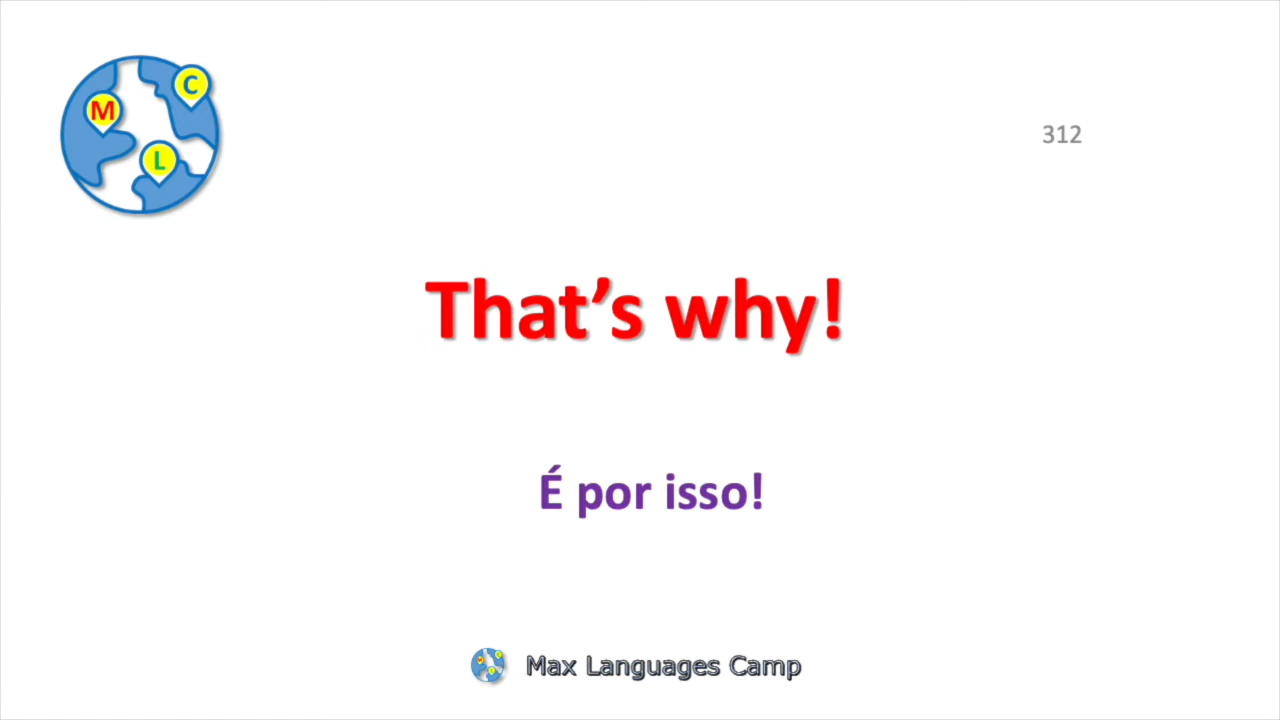 C
M
L
312
That’s why!
É por isso!
Max Languages Camp